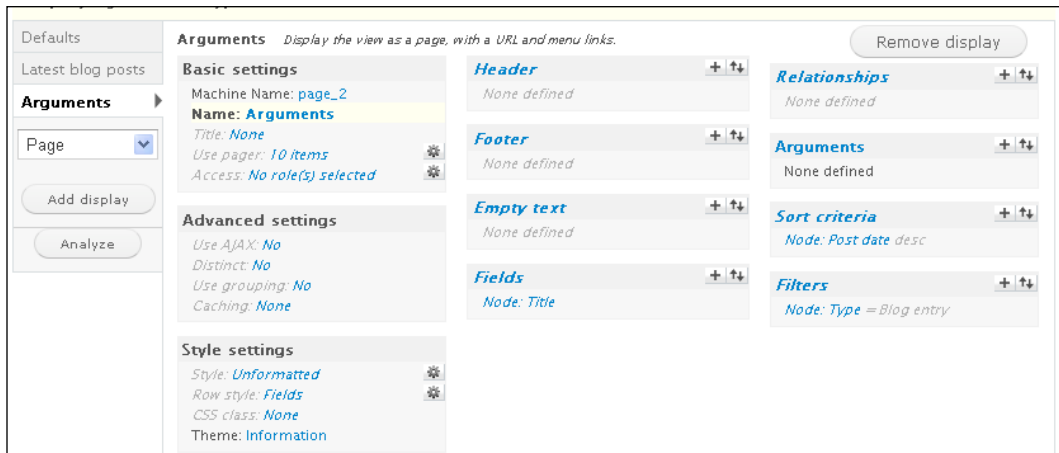 Defaults
Latest blog posts
Arguments
Page
Add display
Analyze
Arguments Display the view as a page, with a URL and menu links.
Remove display
Basic settings
Machine Name: page_2
Name: Arguments
Title: None
Use pager: 10 items
Access: No role(s) selected
Advanced settings
Use AJAX: No
Distinct: No
Use grouping: No
Caching: None
Style settings
Style: Unformatted
Row style: Fields
CSS class: None
Theme: Information
Header
None defined
Footer
None defined
Empty text
None defined
Fields
Node: Title
Relationships
None defined
Arguments
None defined
Sort criteria
Node: Post date desc
Filters
Node: Type = Blog entry